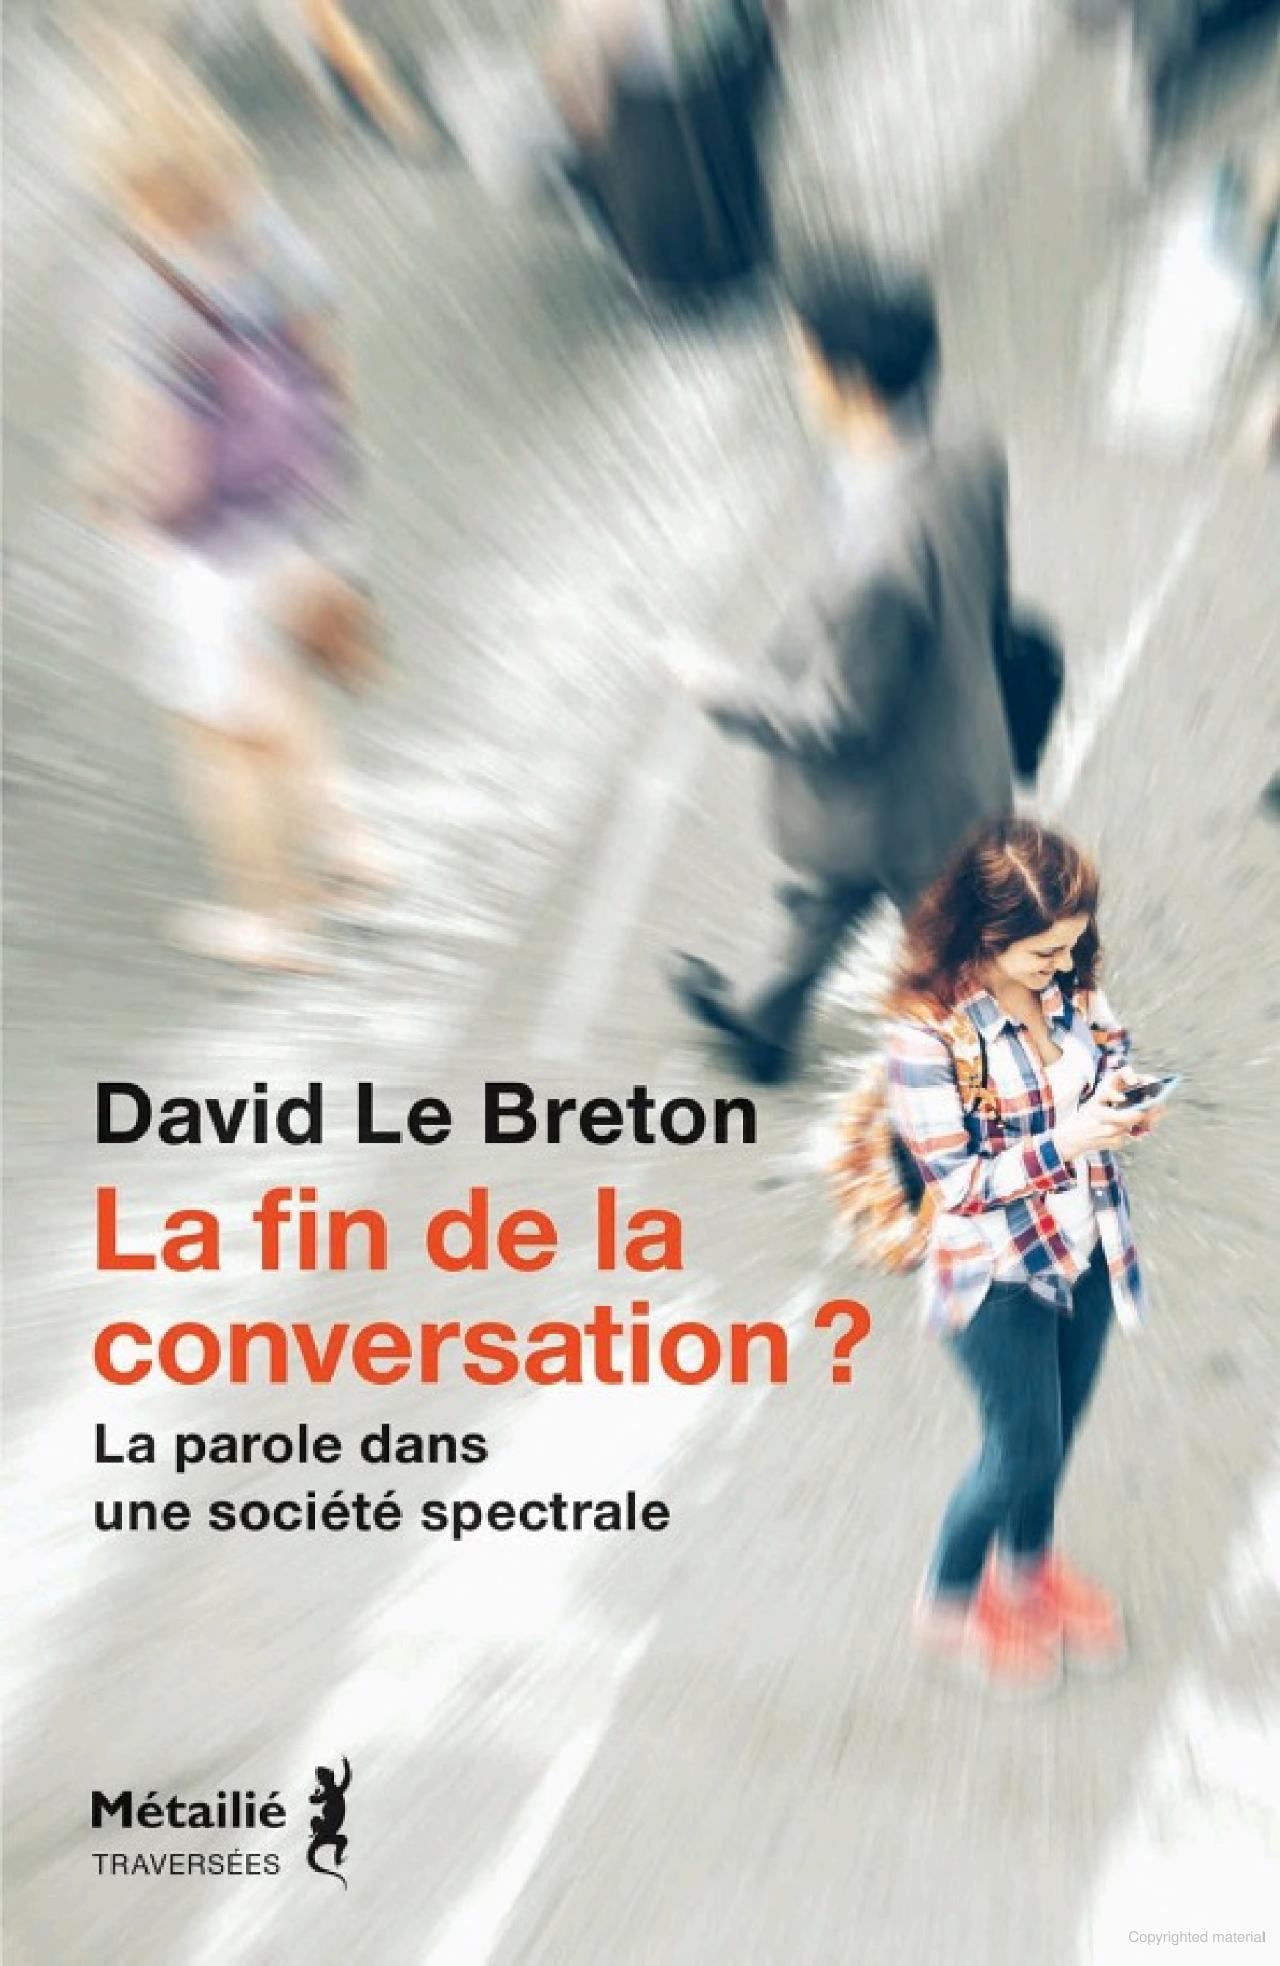 David Le Breton
La fin de la
conversation ?
La parole dans
une société spectrale
Métailié
TRAVERSÉES
Copyrighted material